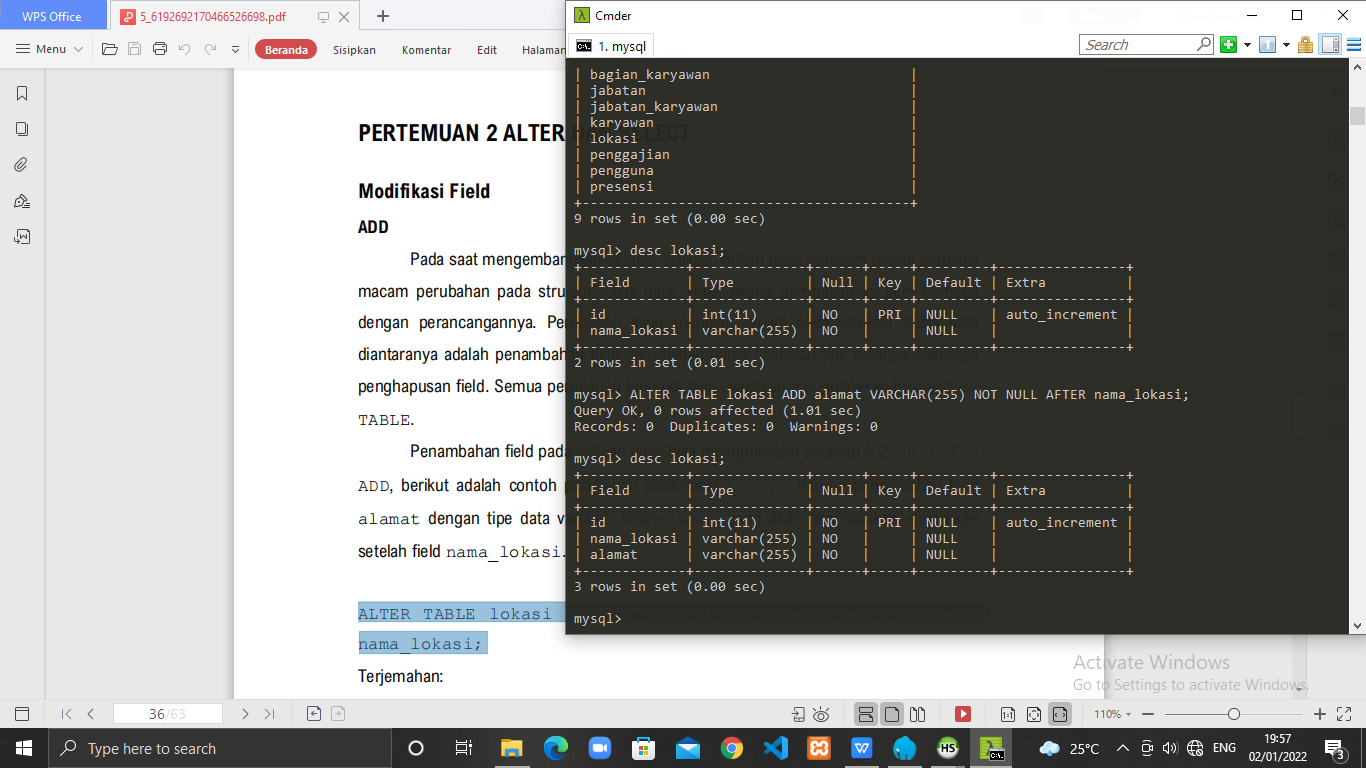 WPS Office
5_6192692170466526698.pdf
Menu
Beranda
Sisipkan
Komentar
Edit
Halaman
PERTEMUAN 2 ALTER
Modifikasi Field
ADD
Pada saat mengemban
macam perubahan pada
dengan perancangannya.
diantaranya adalah penambahan
penghapusan field. Semua
TABLE.
Penambahan field pada
ADD, berikut adalah contoh
alamat dengan tipe data
setelah field nama_lokasi.
ALTER TABLE lokasi
nama_lokasi;
Terjemahan:
Cmder
1. mysql
Search
| bagian_karyawan |
| jabatan |
| jabatan_karyawan |
| karyawan |
| lokasi |
| penggajian |
| pengguna |
| presensi |
+-----------------------------------------+
9 rows in set (0.00 sec)
mysql> desc lokasi;
+-------------+--------------+------+-----+---------+----------------+
| Field | Type | Null | Key | Default | Extra |
+-------------+--------------+------+-----+---------+----------------+
| id | int(11) | NO | PRI | NULL | auto_increment |
| nama_lokasi | varchar(255) | NO | | NULL | |
+-------------+--------------+------+-----+---------+----------------+
2 rows in set (0.01 sec)
mysql> ALTER TABLE lokasi ADD alamat VARCHAR(255) NOT NULL AFTER nama_lokasi;
Query OK, 0 rows affected (1.01 sec)
Records: 0 Duplicates: 0 Warnings: 0
mysql> desc lokasi;
+-------------+--------------+------+-----+---------+----------------+
| Field | Type | Null | Key | Default | Extra |
+-------------+--------------+------+-----+---------+----------------+
| id | int(11) | NO | PRI | NULL | auto_increment |
| nama_lokasi | varchar(255) | NO | | NULL | |
| alamat | varchar(255) | NO | | NULL | |
+-------------+--------------+------+-----+---------+----------------+
3 rows in set (0.00 sec)
mysql>
Activate Windows
Go to Settings to activate Windows.
36/63
110%
Type here to search
25°C
ENG
19:57
02/01/2022
3